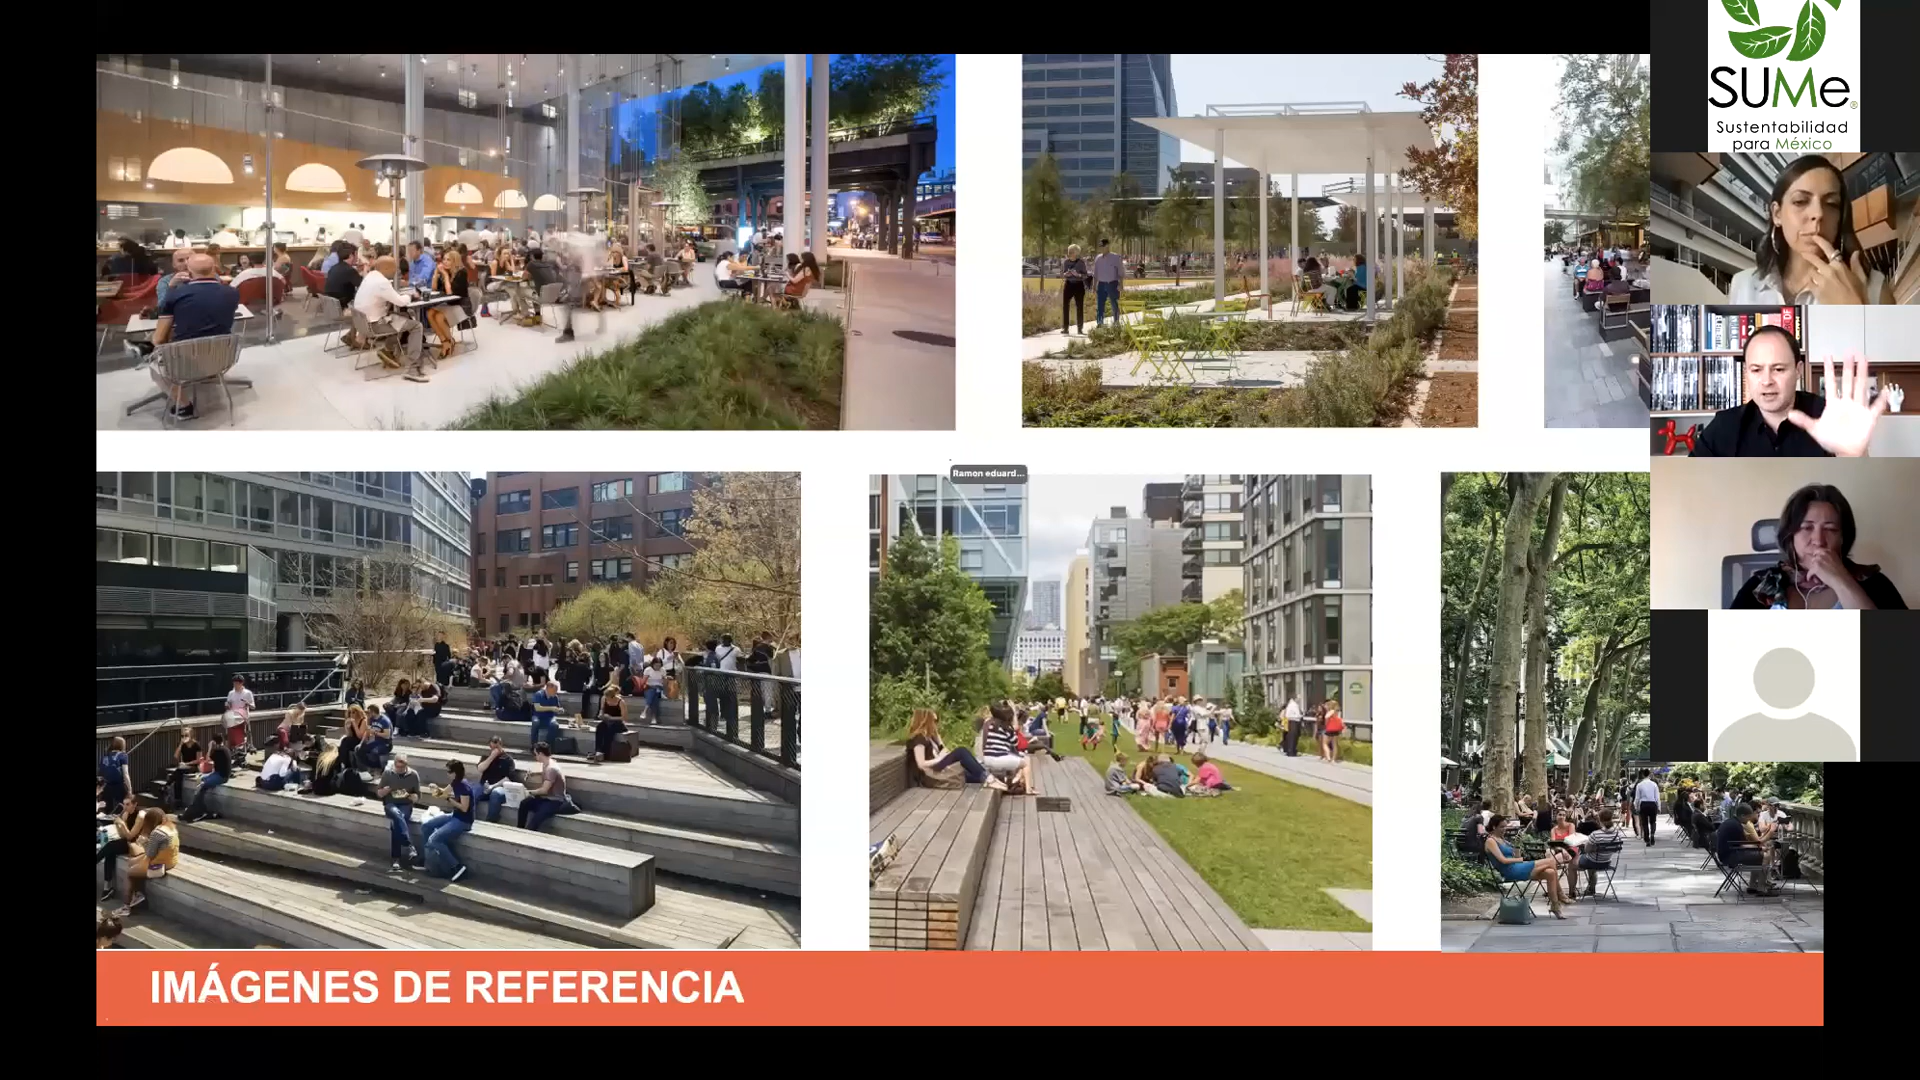 SUMe®
Sustentabilidad
para México
Ramon eduard...
IMÁGENES DE REFERENCIA